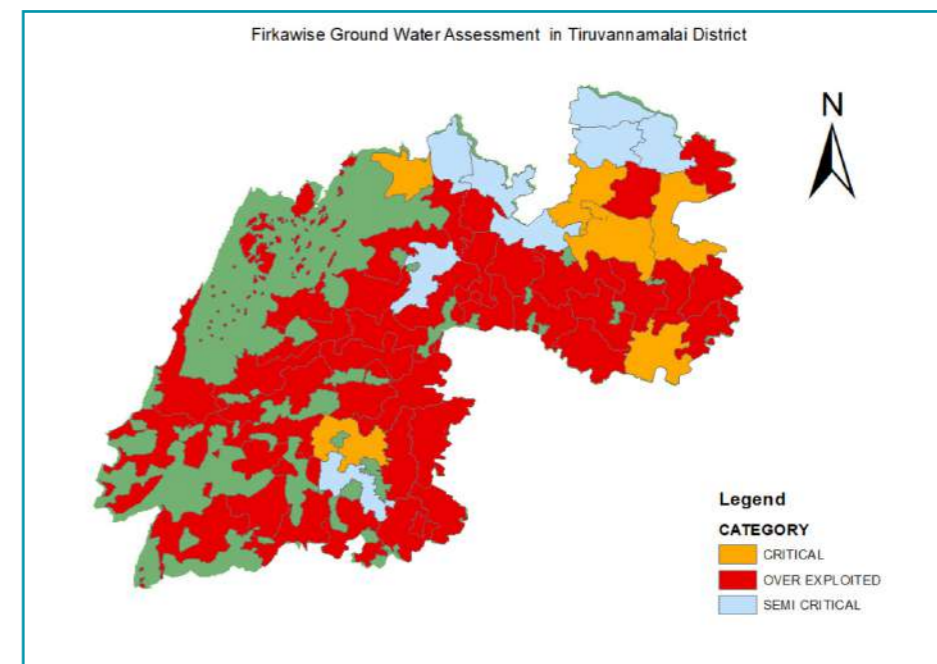 Firkawise Ground Water Assessment in Tiruvannamalai District
N
Legend
CATEGORY
CRITICAL
OVER EXPLOITED
SEMI CRITICAL